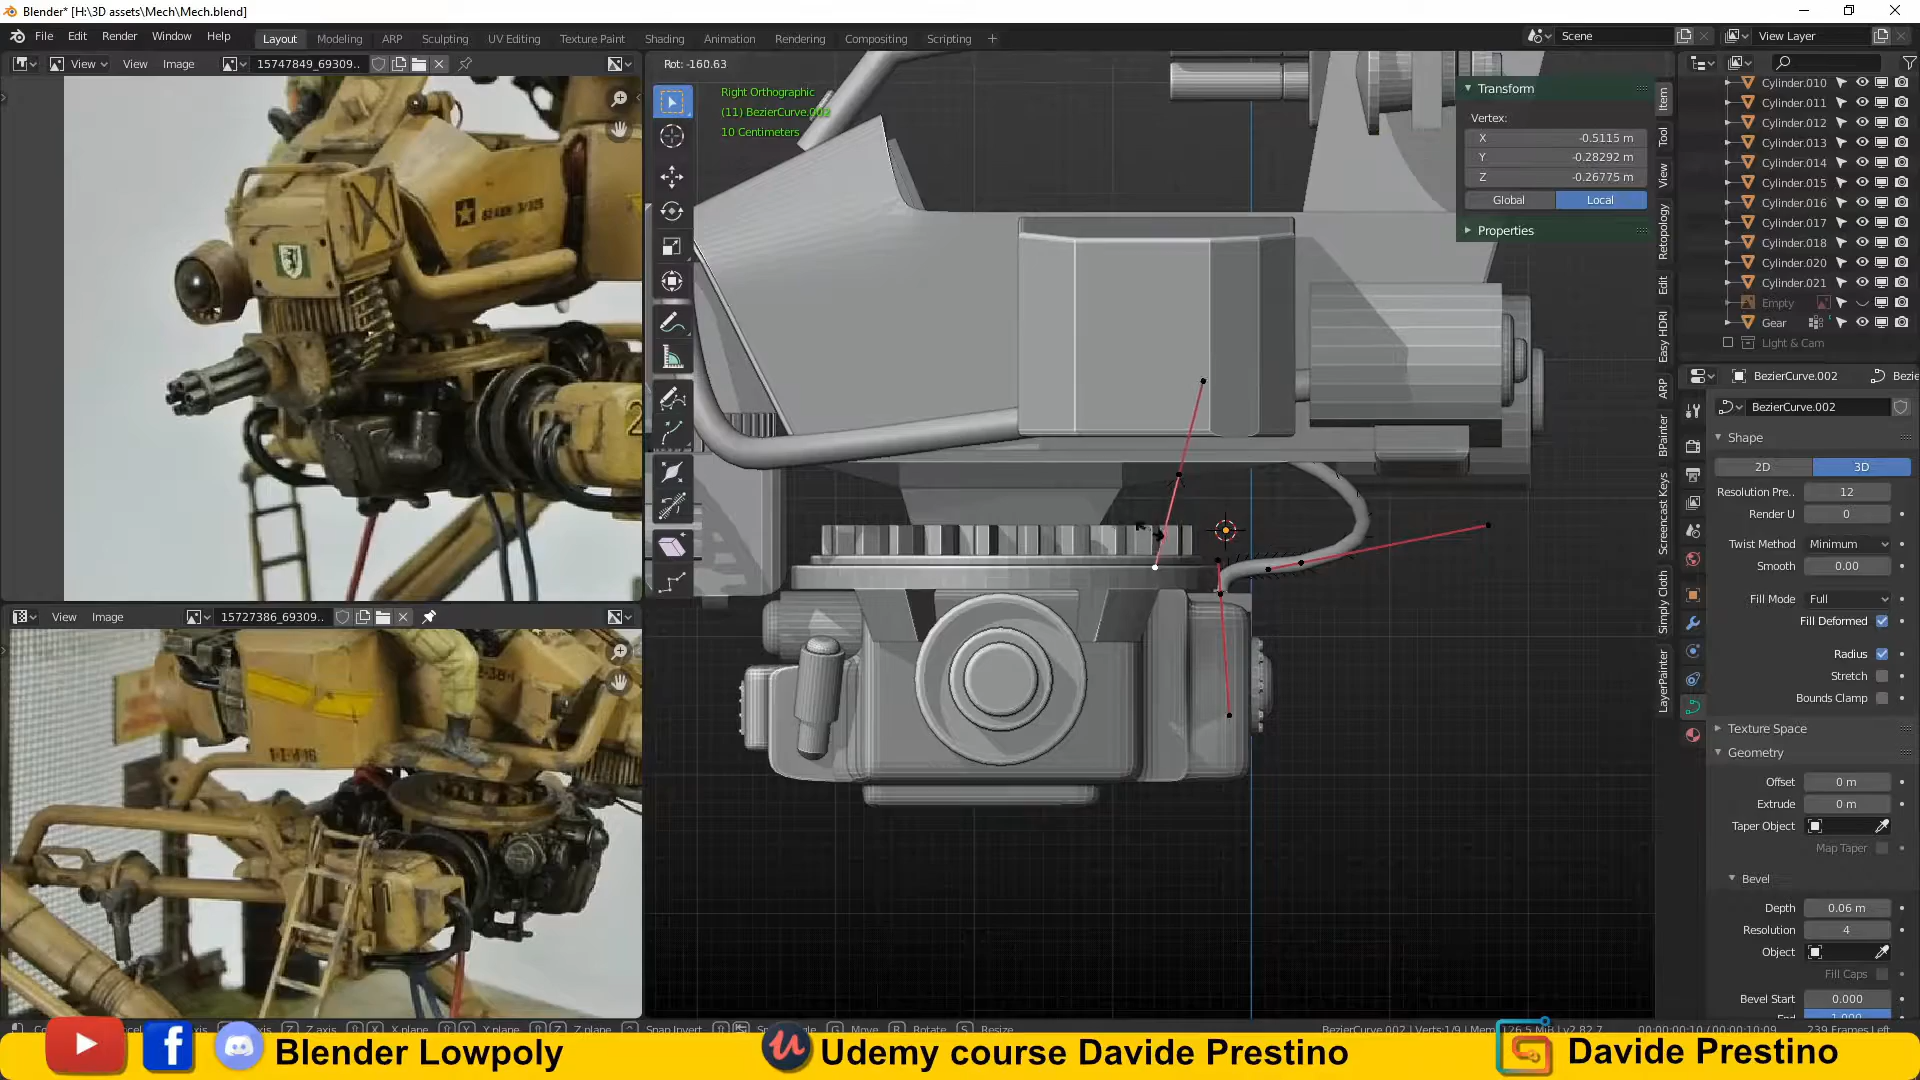 Blender* [H:\3D assets\Mech\Mech.blend]
File Edit Render Window Help Layout Modeling ARP Sculpting UV Editing Texture Paint Shading Animation Rendering Compositing Scripting + Scene View Layer
View View Image 15747849_69309.. Rot: -160.63
Right Orthographic
(11) BezierCurve.002
10 Centimeters
Transform
Vertex:
X -0.5115 m
Y -0.28292 m
Z -0.26775 m
Global Local
Properties
Item
Tool
View
Retopology
Edit
Easy HDRI
ARP
BPainter
Screencast Keys
Simply Cloth
LayerPainter
Cylinder.010
Cylinder.011
Cylinder.012
Cylinder.013
Cylinder.014
Cylinder.015
Cylinder.016
Cylinder.017
Cylinder.018
Cylinder.020
Cylinder.021
Empty
Gear
Light & Cam
BezierCurve.002 Bezie
BezierCurve.002
Shape
2D 3D
Resolution Pre.. 12
Render U 0
Twist Method Minimum
Smooth 0.00
Fill Mode Full
Fill Deformed
Radius
Stretch
Bounds Clamp
Texture Space
Geometry
Offset 0 m
Extrude 0 m
Taper Object
Map Taper
Bevel
Depth 0.06 m
Resolution 4
Object
Fill Caps
Bevel Start 0.000
View Image 15727386_69309..
Blender Lowpoly
Udemy course Davide Prestino
Davide Prestino